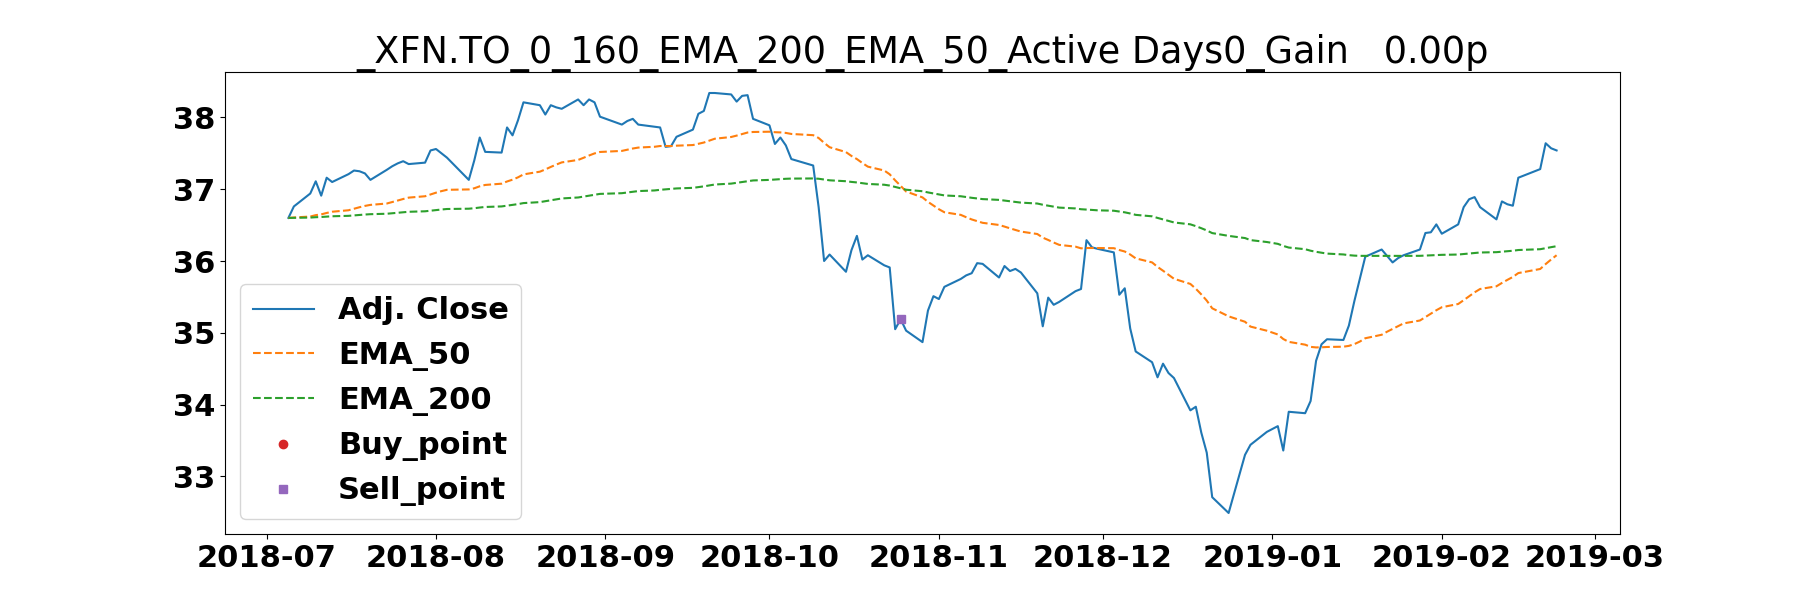 _XFN.TO_0_160_EMA_200_EMA_50_Active Days0_Gain   0.00p
38
37
36
35
34
33
Adj. Close
EMA_50
EMA_200
Buy_point
Sell_point
2018-07 2018-08 2018-09 2018-10 2018-11 2018-12 2019-01 2019-02 2019-03